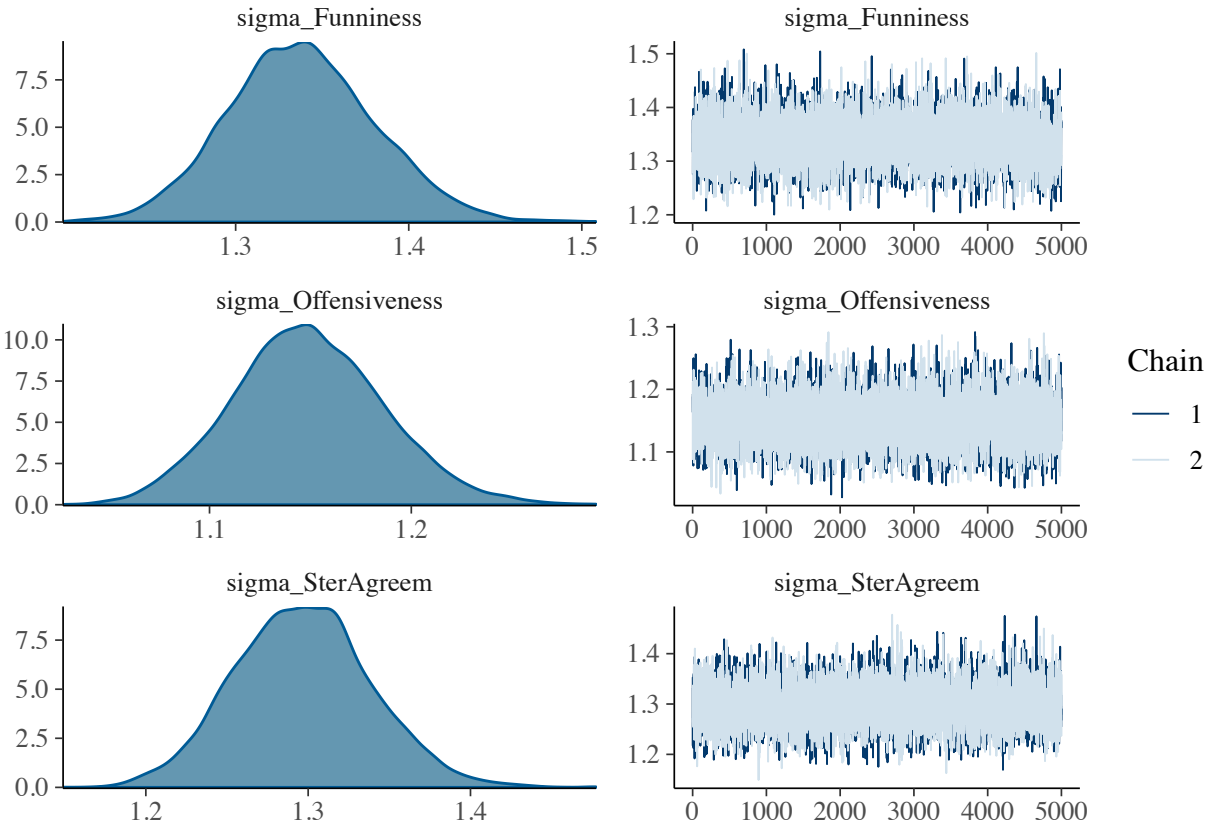 sigma_Funniness
7.5
5.0
2.5
0.0
1.3 1.4 1.5
sigma_Funniness
1.5
1.4
1.3
1.2
0 1000 2000 3000 4000 5000
sigma_Offensiveness
10.0
7.5
5.0
2.5
0.0
1.1 1.2
sigma_Offensiveness
1.3
1.2
1.1
0 1000 2000 3000 4000 5000
sigma_SterAgreem
7.5
5.0
2.5
0.0
1.2 1.3 1.4
sigma_SterAgreem
1.4
1.3
1.2
0 1000 2000 3000 4000 5000
Chain
1
2